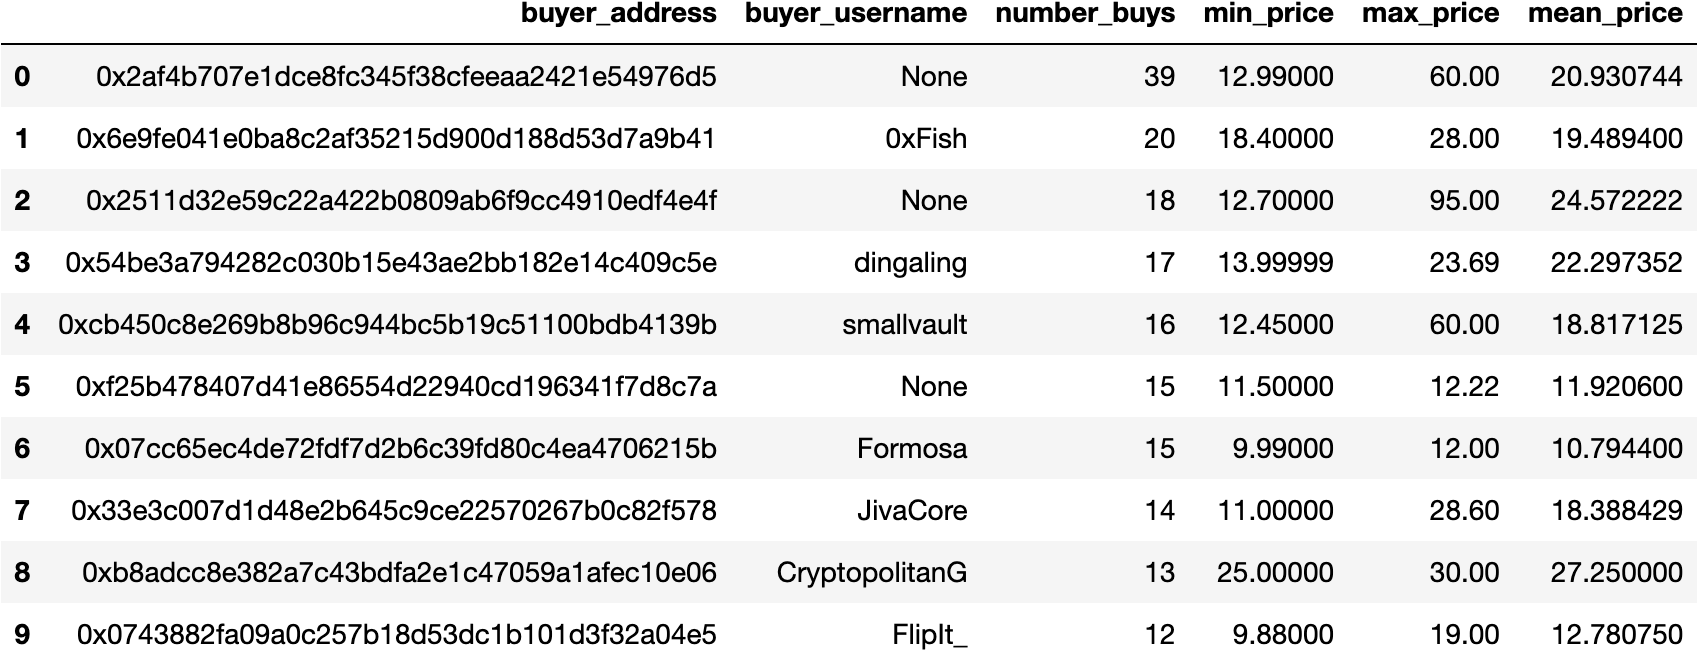 buyer_address buyer_username number_buys min_price max_price mean_price
0 0x2af4b707e1dce8fc345f38cfeeaa2421e54976d5 None 39 12.99000 60.00 20.930744
1 0x6e9fe041e0ba8c2af35215d900d188d53d7a9b41 0xFish 20 18.40000 28.00 19.489400
2 0x2511d32e59c22a422b0809ab6f9cc4910edf4e4f None 18 12.70000 95.00 24.572222
3 0x54be3a794282c030b15e43ae2bb182e14c409c5e dingaling 17 13.99999 23.69 22.297352
4 0xcb450c8e269b8b96c944bc5b19c51100bdb4139b smallvault 16 12.45000 60.00 18.817125
5 0xf25b478407d41e86554d22940cd196341f7d8c7a None 15 11.50000 12.22 11.920600
6 0x07cc65ec4de72fdf7d2b6c39fd80c4ea4706215b Formosa 15 9.99000 12.00 10.794400
7 0x33e3c007d1d48e2b645c9ce22570267b0c82f578 JivaCore 14 11.00000 28.60 18.388429
8 0xb8adcc8e382a7c43bdfa2e1c47059a1afec10e06 CryptopolitanG 13 25.00000 30.00 27.250000
9 0x0743882fa09a0c257b18d53dc1b101d3f32a04e5 FlipIt_ 12 9.88000 19.00 12.780750